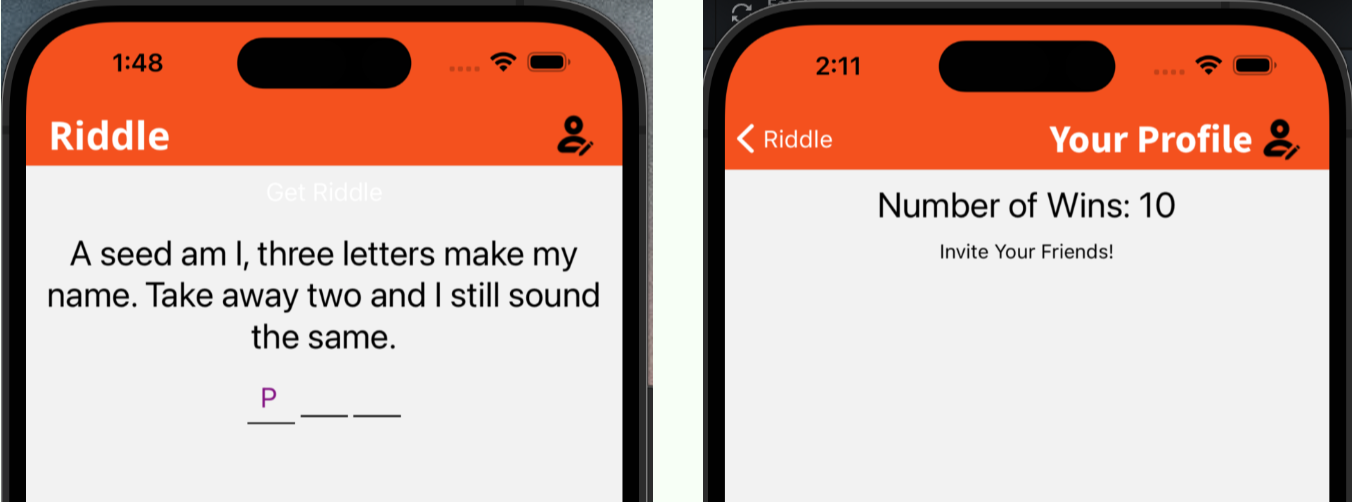 1:48
Riddle
Get Riddle
A seed am I, three letters make my
name. Take away two and I still sound
the same.
P
2:11
Riddle
Your Profile
Number of Wins: 10
Invite Your Friends!